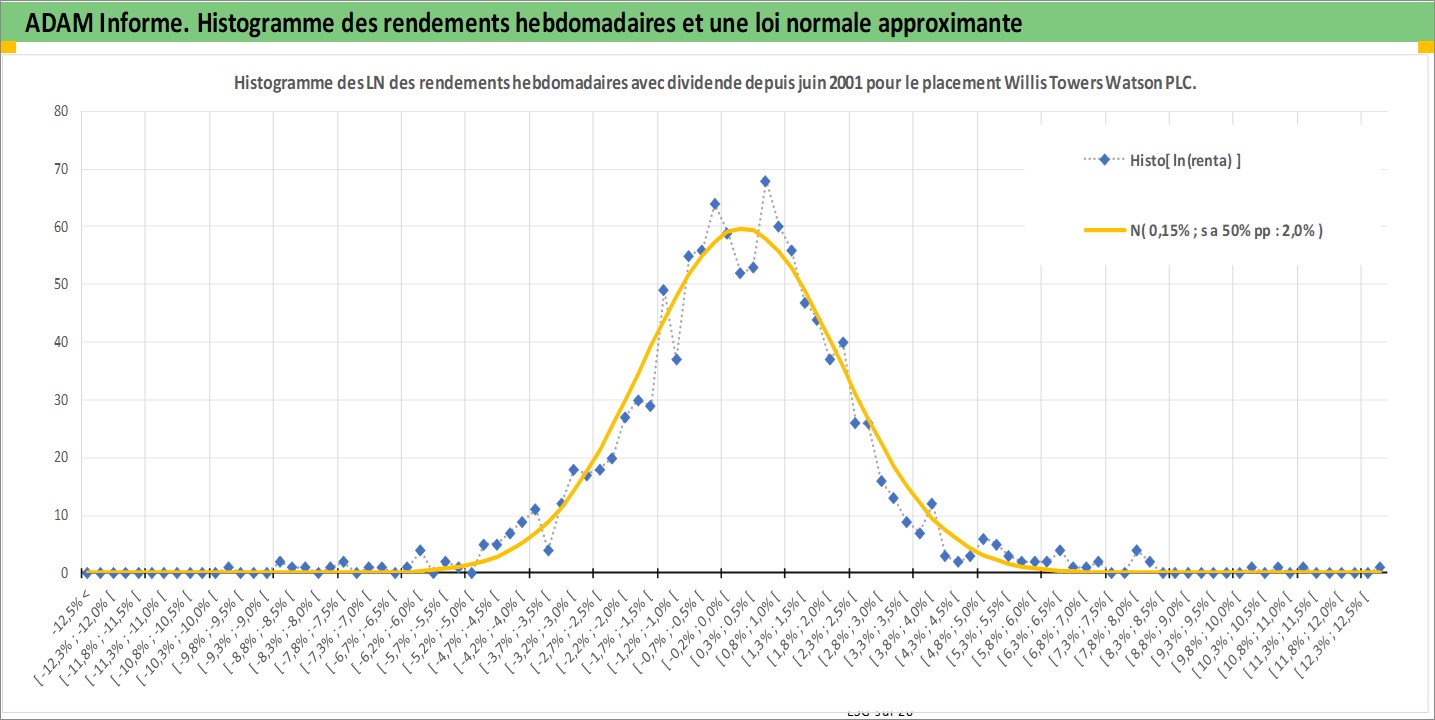 ADAM Informe. Histogramme des rendements hebdomadaires et une loi normale approximante
Histogramme des LN des rendements hebdomadaires avec dividende depuis juin 2001 pour le placement Willis Towers Watson PLC.
80
70
60
50
40
30
20
10
0
Histo[ ln(renta) ]
N( 0,15% ; s a 50% pp : 2,0% )
-12,5% <
[ -12,3% ; -12,0% [
[ -11,8% ; -11,5% [
[ -11,3% ; -11,0% [
[ -10,8% ; -10,5% [
[ -10,3% ; -10,0% [
[ -9,8% ; -9,5% [
[ -9,3% ; -9,0% [
[ -8,8% ; -8,5% [
[ -8,3% ; -8,0% [
[ -7,8% ; -7,5% [
[ -7,3% ; -7,0% [
[ -6,7% ; -6,5% [
[ -6,2% ; -6,0% [
[ -5,7% ; -5,5% [
[ -5,2% ; -5,0% [
[ -4,7% ; -4,5% [
[ -4,2% ; -4,0% [
[ -3,7% ; -3,5% [
[ -3,2% ; -3,0% [
[ -2,7% ; -2,5% [
[ -2,2% ; -2,0% [
[ -1,7% ; -1,5% [
[ -1,2% ; -1,0% [
[ -0,7% ; -0,5% [
[ -0,2% ; 0,0% [
[ 0,3% ; 0,5% [
[ 0,8% ; 1,0% [
[ 1,3% ; 1,5% [
[ 1,8% ; 2,0% [
[ 2,3% ; 2,5% [
[ 2,8% ; 3,0% [
[ 3,3% ; 3,5% [
[ 3,8% ; 4,0% [
[ 4,3% ; 4,5% [
[ 4,8% ; 5,0% [
[ 5,3% ; 5,5% [
[ 5,8% ; 6,0% [
[ 6,3% ; 6,5% [
[ 6,8% ; 7,0% [
[ 7,3% ; 7,5% [
[ 7,8% ; 8,0% [
[ 8,3% ; 8,5% [
[ 8,8% ; 9,0% [
[ 9,3% ; 9,5% [
[ 9,8% ; 10,0% [
[ 10,3% ; 10,5% [
[ 10,8% ; 11,0% [
[ 11,3% ; 11,5% [
[ 11,8% ; 12,0% [
[ 12,3% ; 12,5% [